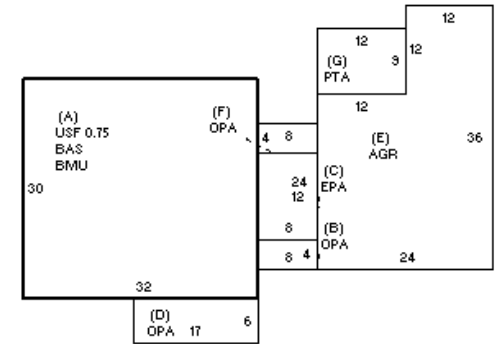 12
12
(G)
PTA
9
12
12
(A)
USF 0.75
BAS
BMU
(F)
OPA
4
8
(E)
AGR
36
30
24
12
(C)
EPA
8
(B)
OPA
8
4
24
32
(D)
OPA
17
6